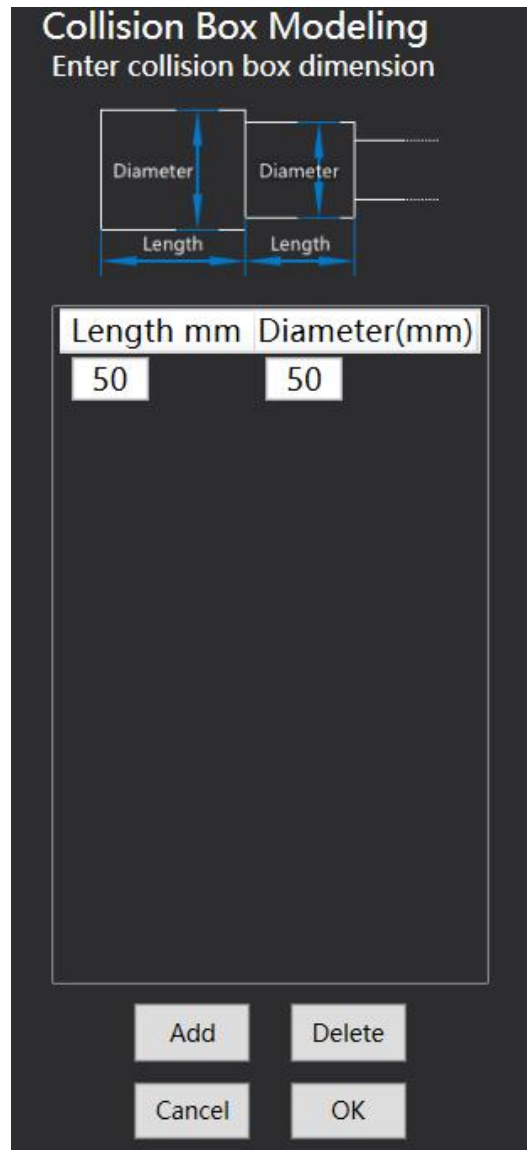 Collision Box Modeling
Enter collision box dimension
Diameter Diameter
Length Length
Length mm Diameter(mm)
50 50
Add Delete
Cancel OK